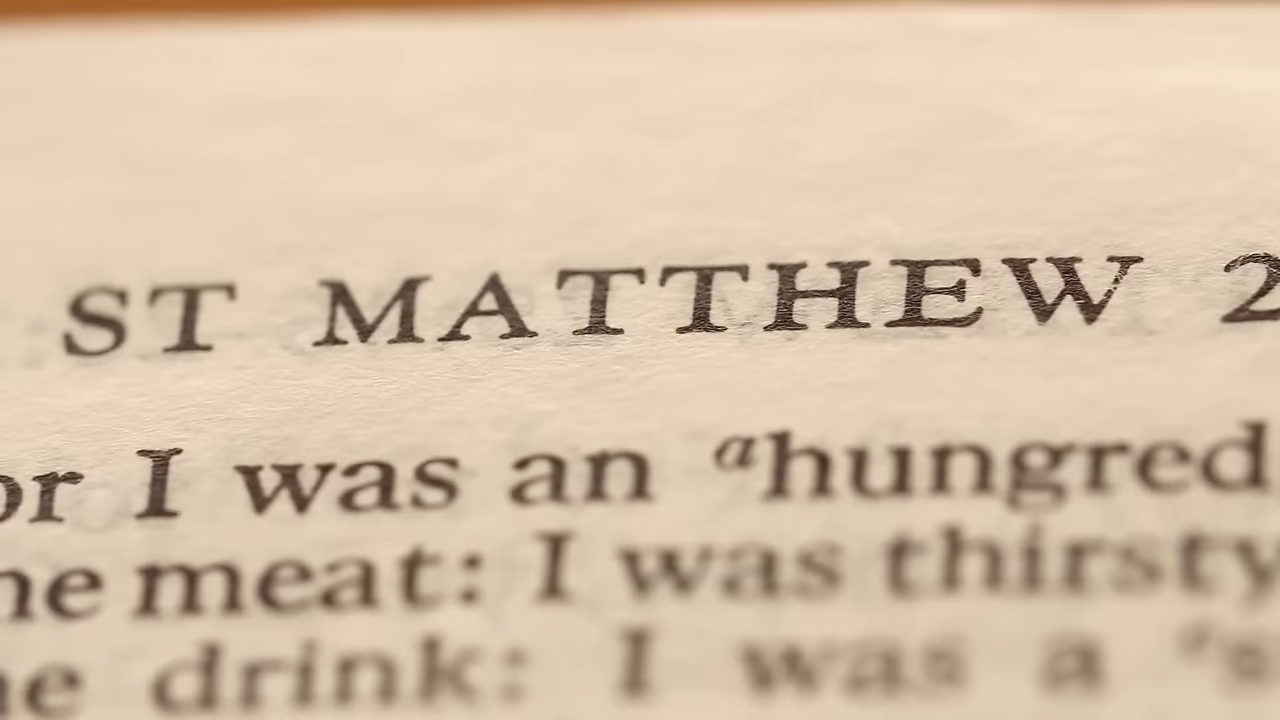 ST MATTHEW 2
or I was an ᵃhungred
ne meat: I was thirsty
ne drink: I was a